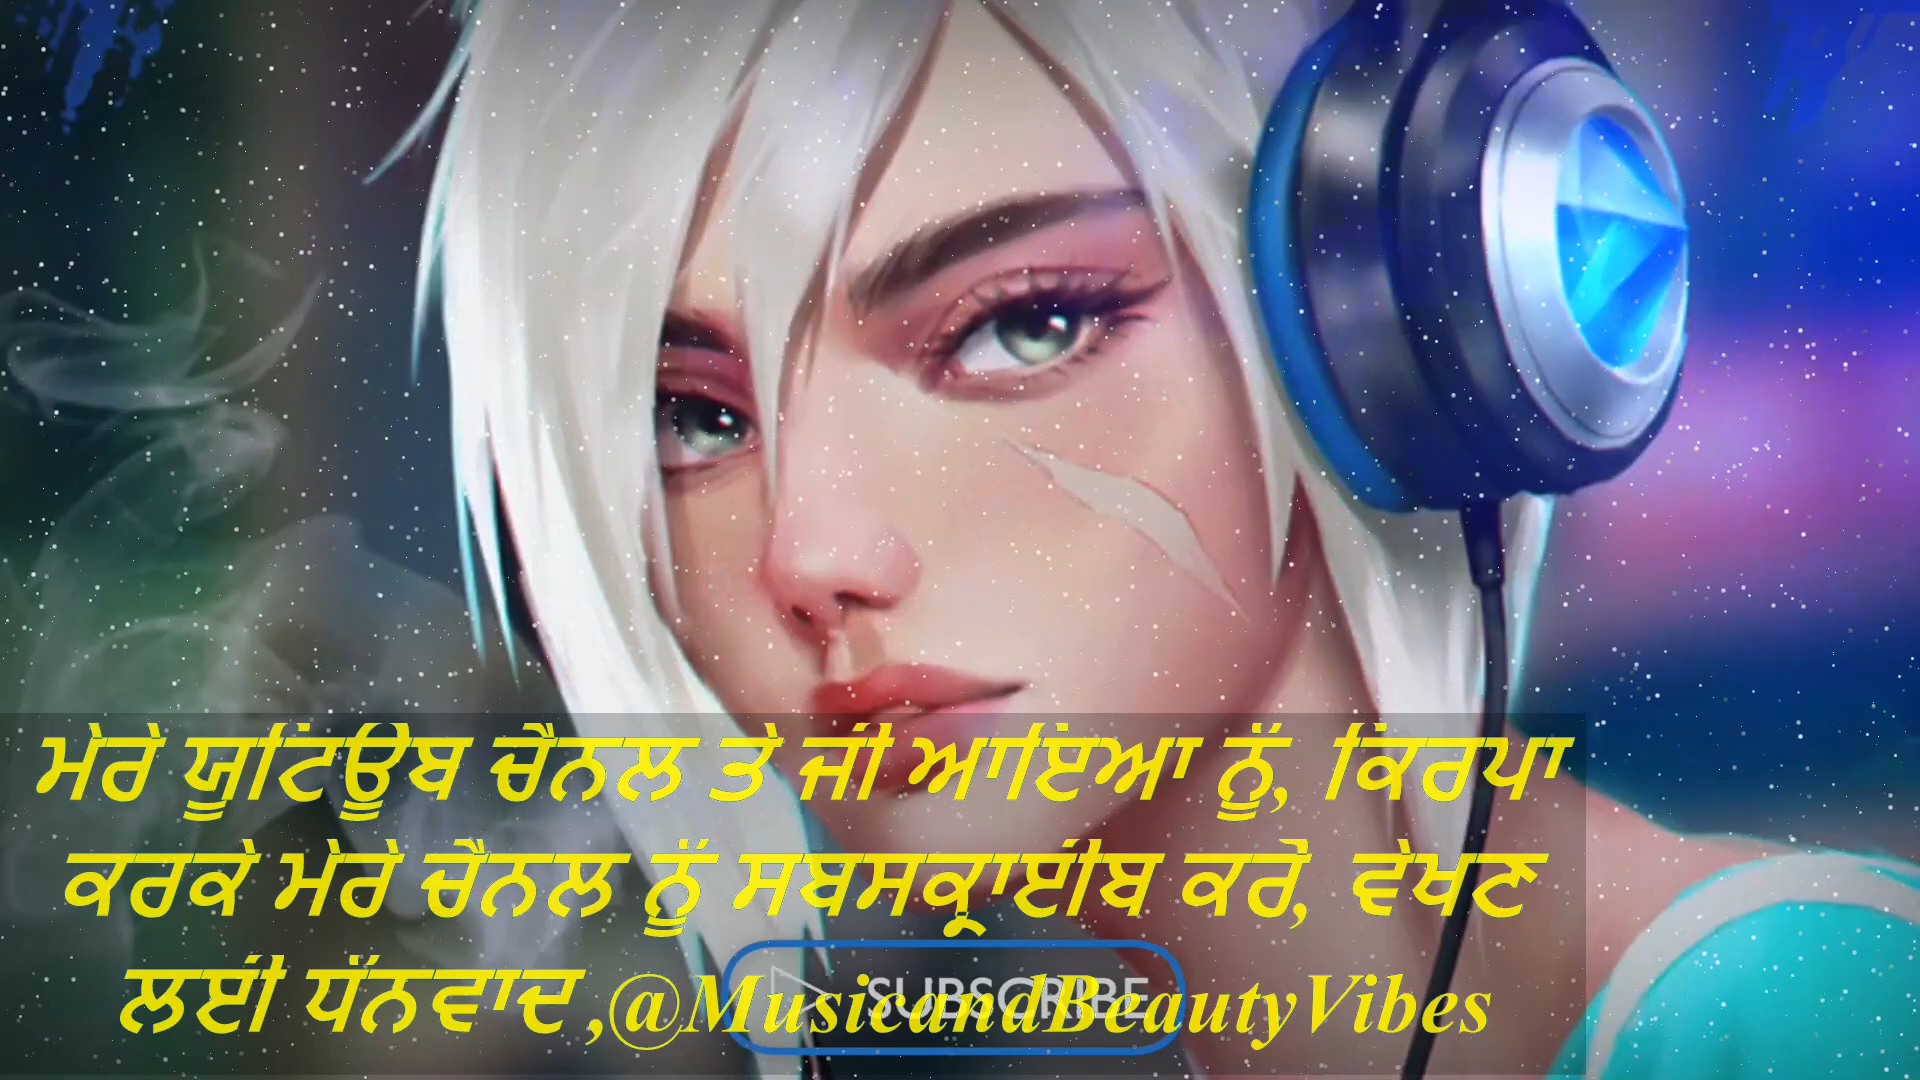 ਮੇਰੇ ਯੂਟਿਊਬ ਚੈਨਲ ਤੇ ਜੀ ਆਇਆ ਨੂੰ, ਕਿਰਪਾ
ਕਰਕੇ ਮੇਰੇ ਚੈਨਲ ਨੂੰ ਸਬਸਕ੍ਰਾਈਬ ਕਰੋ, ਵੇਖਣ
ਲਈ ਧੰਨਵਾਦ ,@MusicandBeautyVibes
SUBSCRIBE